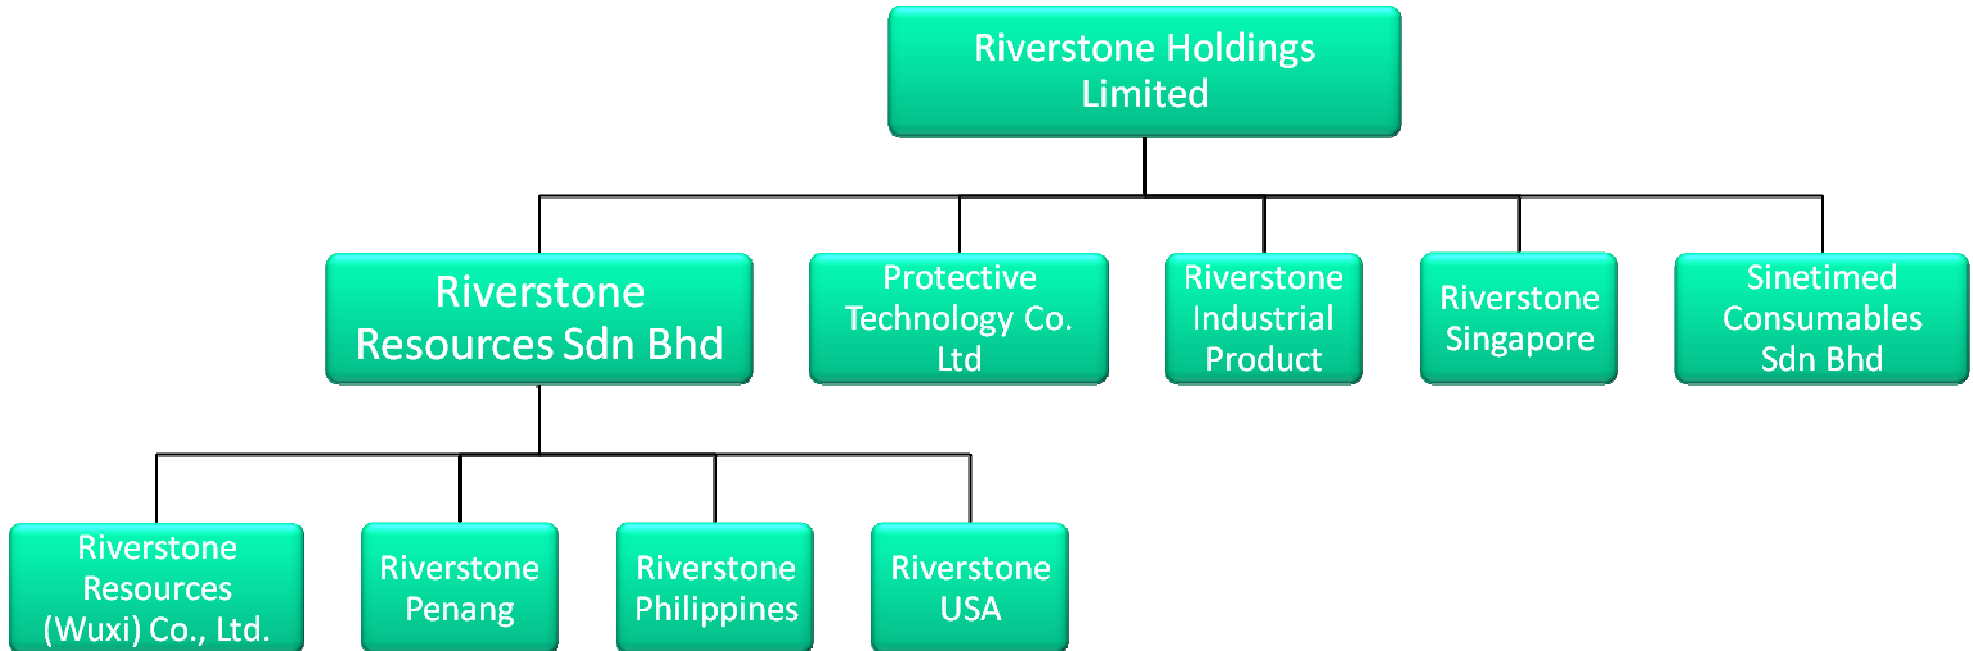 Riverstone Holdings
Limited
Riverstone
Resources Sdn Bhd
Protective
Technology Co.
Ltd
Riverstone
Industrial
Product
Riverstone
Singapore
Sinetimed
Consumables
Sdn Bhd
Riverstone
Resources
(Wuxi) Co., Ltd.
Riverstone
Penang
Riverstone
Philippines
Riverstone
USA